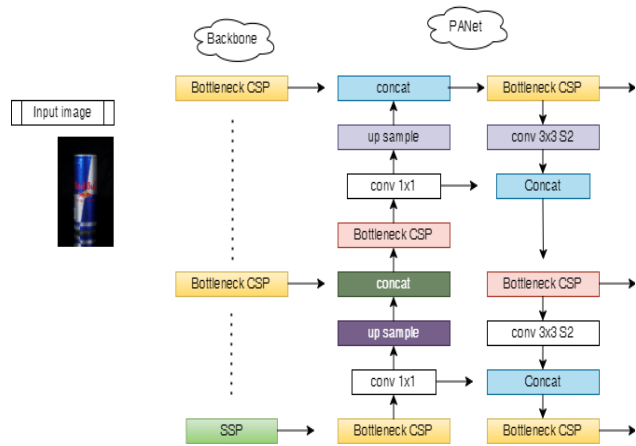 Backbone
PANet
Bottleneck CSP
concat
Bottleneck CSP
Input image
up sample
conv 3x3 S2
conv 1x1
Concat
Bottleneck CSP
Bottleneck CSP
concat
Bottleneck CSP
up sample
conv 3x3 S2
conv 1x1
Concat
SSP
Bottleneck CSP
Bottleneck CSP